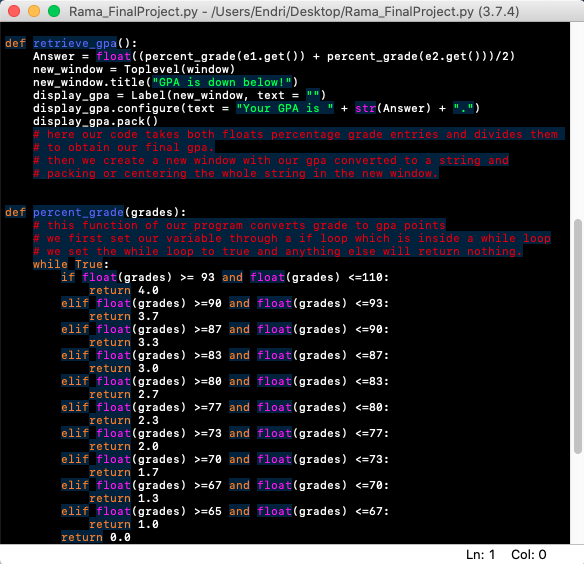 Rama_FinalProject.py - /Users/Endri/Desktop/Rama_FinalProject.py (3.7.4)
def retrieve_gpa():
    Answer = float((percent_grade(e1.get()) + percent_grade(e2.get()))/2)
    new_window = Toplevel(window)
    new_window.title("GPA is down below!")
    display_gpa = Label(new_window, text = "")
    display_gpa.configure(text = "Your GPA is " + str(Answer) + ".")
    display_gpa.pack()
    # here our code takes both floats percentage grade entries and divides them
    # to obtain our final gpa.
    # then we create a new window with our gpa converted to a string and
    # packing or centering the whole string in the new window.
def percent_grade(grades):
    # this function of our program converts grade to gpa points
    # we first set our variable through a if loop which is inside a while loop
    # we set the while loop to true and anything else will return nothing.
    while True:
        if float(grades) >= 93 and float(grades) <=110:
            return 4.0
        elif float(grades) >=90 and float(grades) <=93:
            return 3.7
        elif float(grades) >=87 and float(grades) <=90:
            return 3.3
        elif float(grades) >=83 and float(grades) <=87:
            return 3.0
        elif float(grades) >=80 and float(grades) <=83:
            return 2.7
        elif float(grades) >=77 and float(grades) <=80:
            return 2.3
        elif float(grades) >=73 and float(grades) <=77:
            return 2.0
        elif float(grades) >=70 and float(grades) <=73:
            return 1.7
        elif float(grades) >=67 and float(grades) <=70:
            return 1.3
        elif float(grades) >=65 and float(grades) <=67:
            return 1.0
        return 0.0
Ln: 1 Col: 0